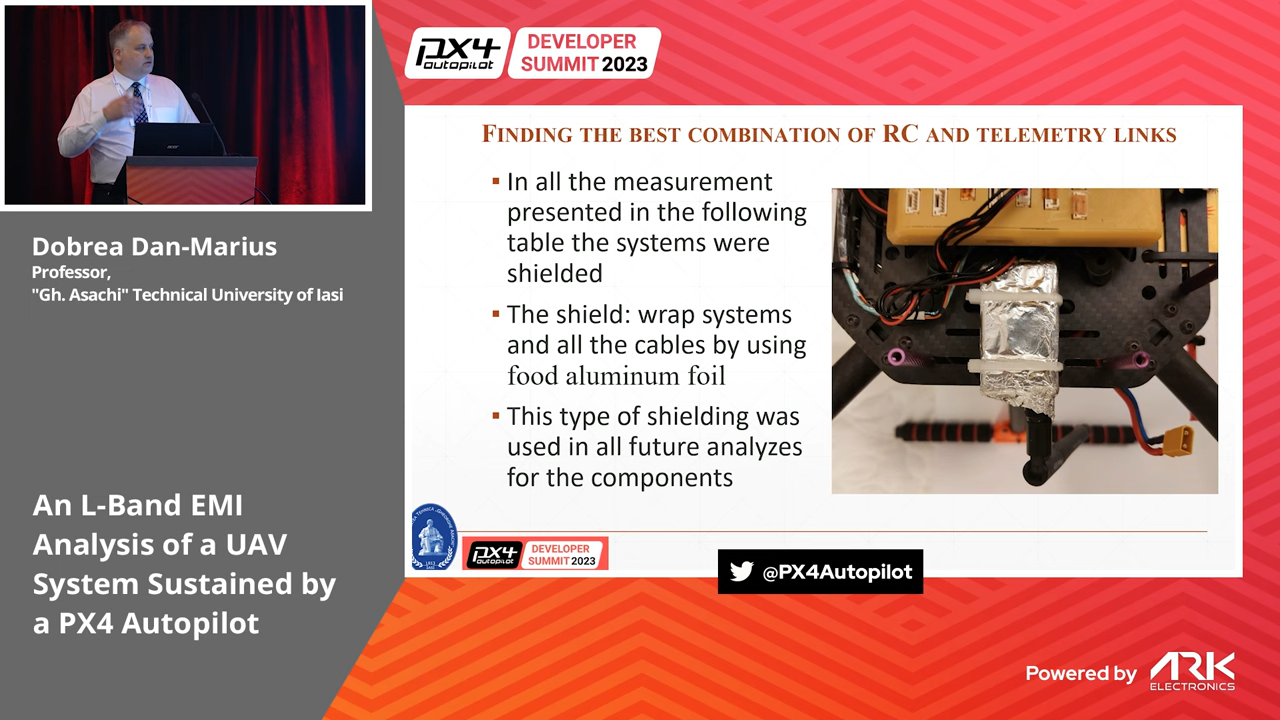 PX4
autopilot
DEVELOPER
SUMMIT 2023
FINDING THE BEST COMBINATION OF RC AND TELEMETRY LINKS
▪ In all the measurement
presented in the following
table the systems were
shielded
▪ The shield: wrap systems
and all the cables by using
food aluminum foil
▪ This type of shielding was
used in all future analyzes
for the components
Dobrea Dan-Marius
Professor,
"Gh. Asachi" Technical University of Iasi
An L-Band EMI
Analysis of a UAV
System Sustained by
a PX4 Autopilot
PX4
autopilot
DEVELOPER
SUMMIT 2023
@PX4Autopilot
Powered by ARK
ELECTRONICS